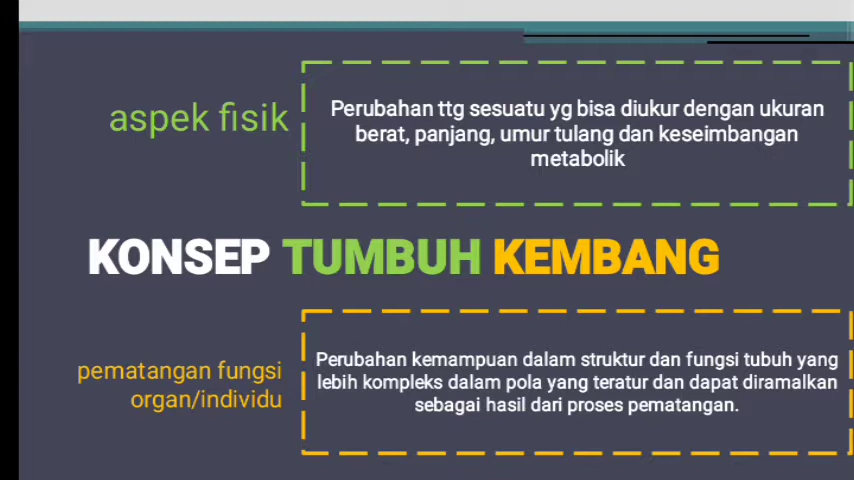 aspek fisik
Perubahan ttg sesuatu yg bisa diukur dengan ukuran
berat, panjang, umur tulang dan keseimbangan
metabolik
KONSEP TUMBUH KEMBANG
pematangan fungsi
organ/individu
Perubahan kemampuan dalam struktur dan fungsi tubuh yang
lebih kompleks dalam pola yang teratur dan dapat diramalkan
sebagai hasil dari proses pematangan.